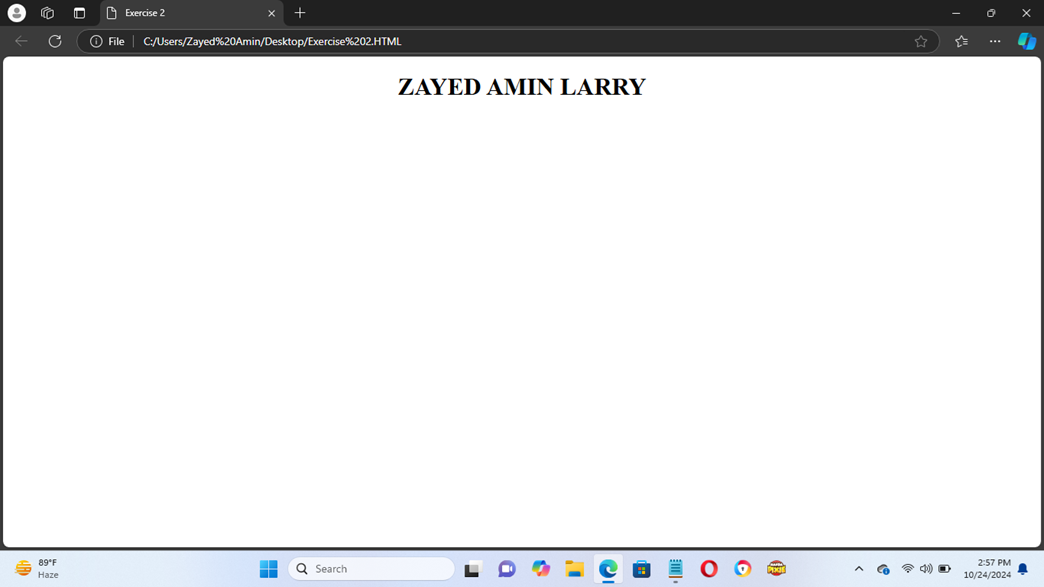 Exercise 2
File
C:/Users/Zayed%20Amin/Desktop/Exercise%202.HTML
ZAYED AMIN LARRY
89°F
Haze
Search
2:57 PM
10/24/2024